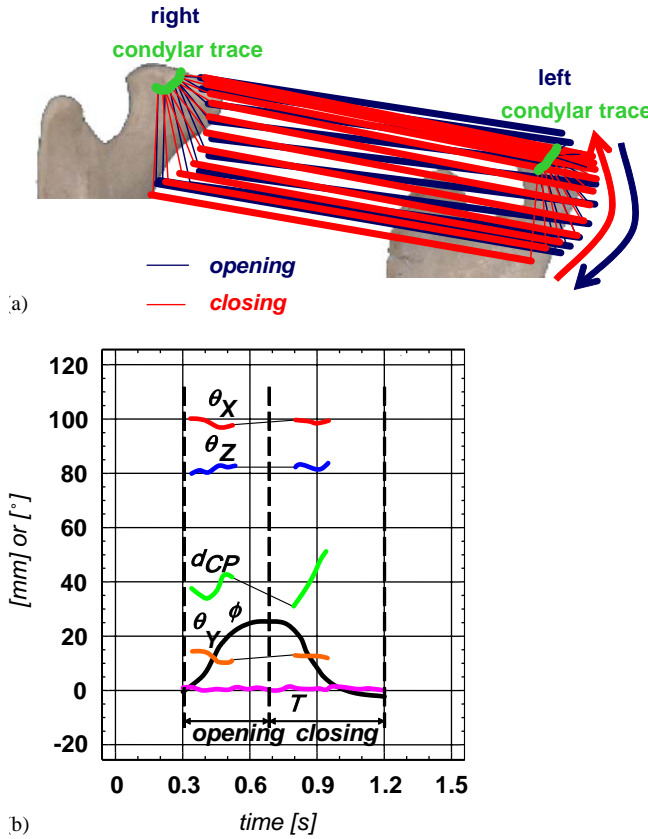 right
condylar trace
left
condylar trace
opening
closing
(a)
120
100
80
60
40
20
0
-20
[mm] or [°]
θX
θZ
dCP
θY
ϕ
T
opening closing
0 0.3 0.6 0.9 1.2 1.5
time [s]
(b)